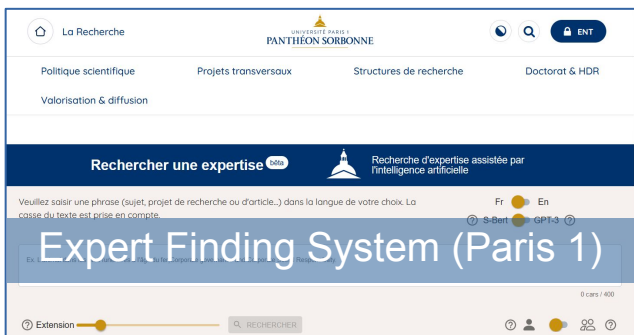 La Recherche
UNIVERSITÉ PARIS 1
PANTHÉON SORBONNE
ENT
Politique scientifique Projets transversaux Structures de recherche Doctorat & HDR
Valorisation & diffusion
Rechercher une expertise bêta
Recherche d'expertise assistée par
l'intelligence artificielle
Veuillez saisir une phrase (sujet, projet de recherche ou d'article...) dans la langue de votre choix. La
casse du texte est prise en compte.
Fr En
? S-Bert GPT-3 ?
Expert Finding System (Paris 1)
0 cars / 400
? Extension RECHERCHER ? ?